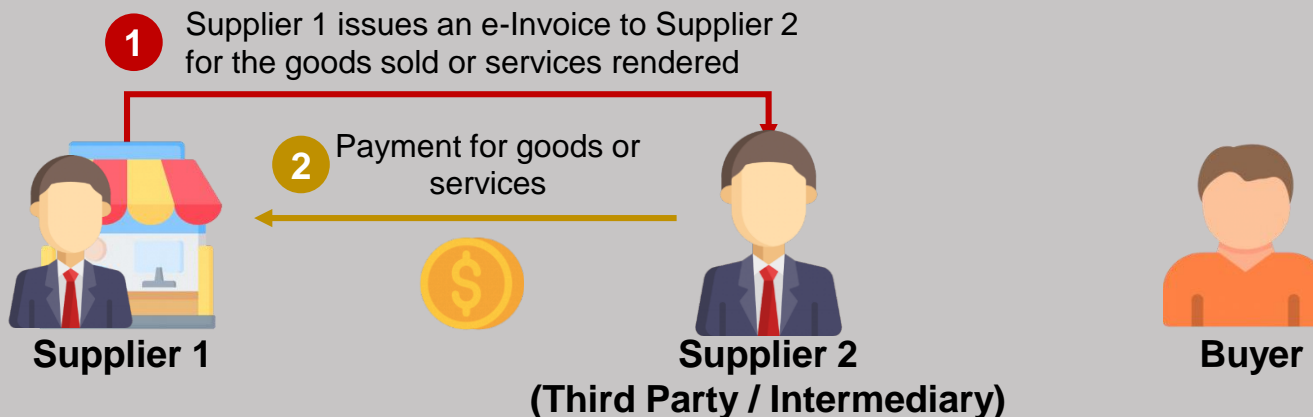 1
Supplier 1 issues an e-Invoice to Supplier 2
for the goods sold or services rendered
2
Payment for goods or
services
$
Supplier 1
Supplier 2
(Third Party / Intermediary)
Buyer